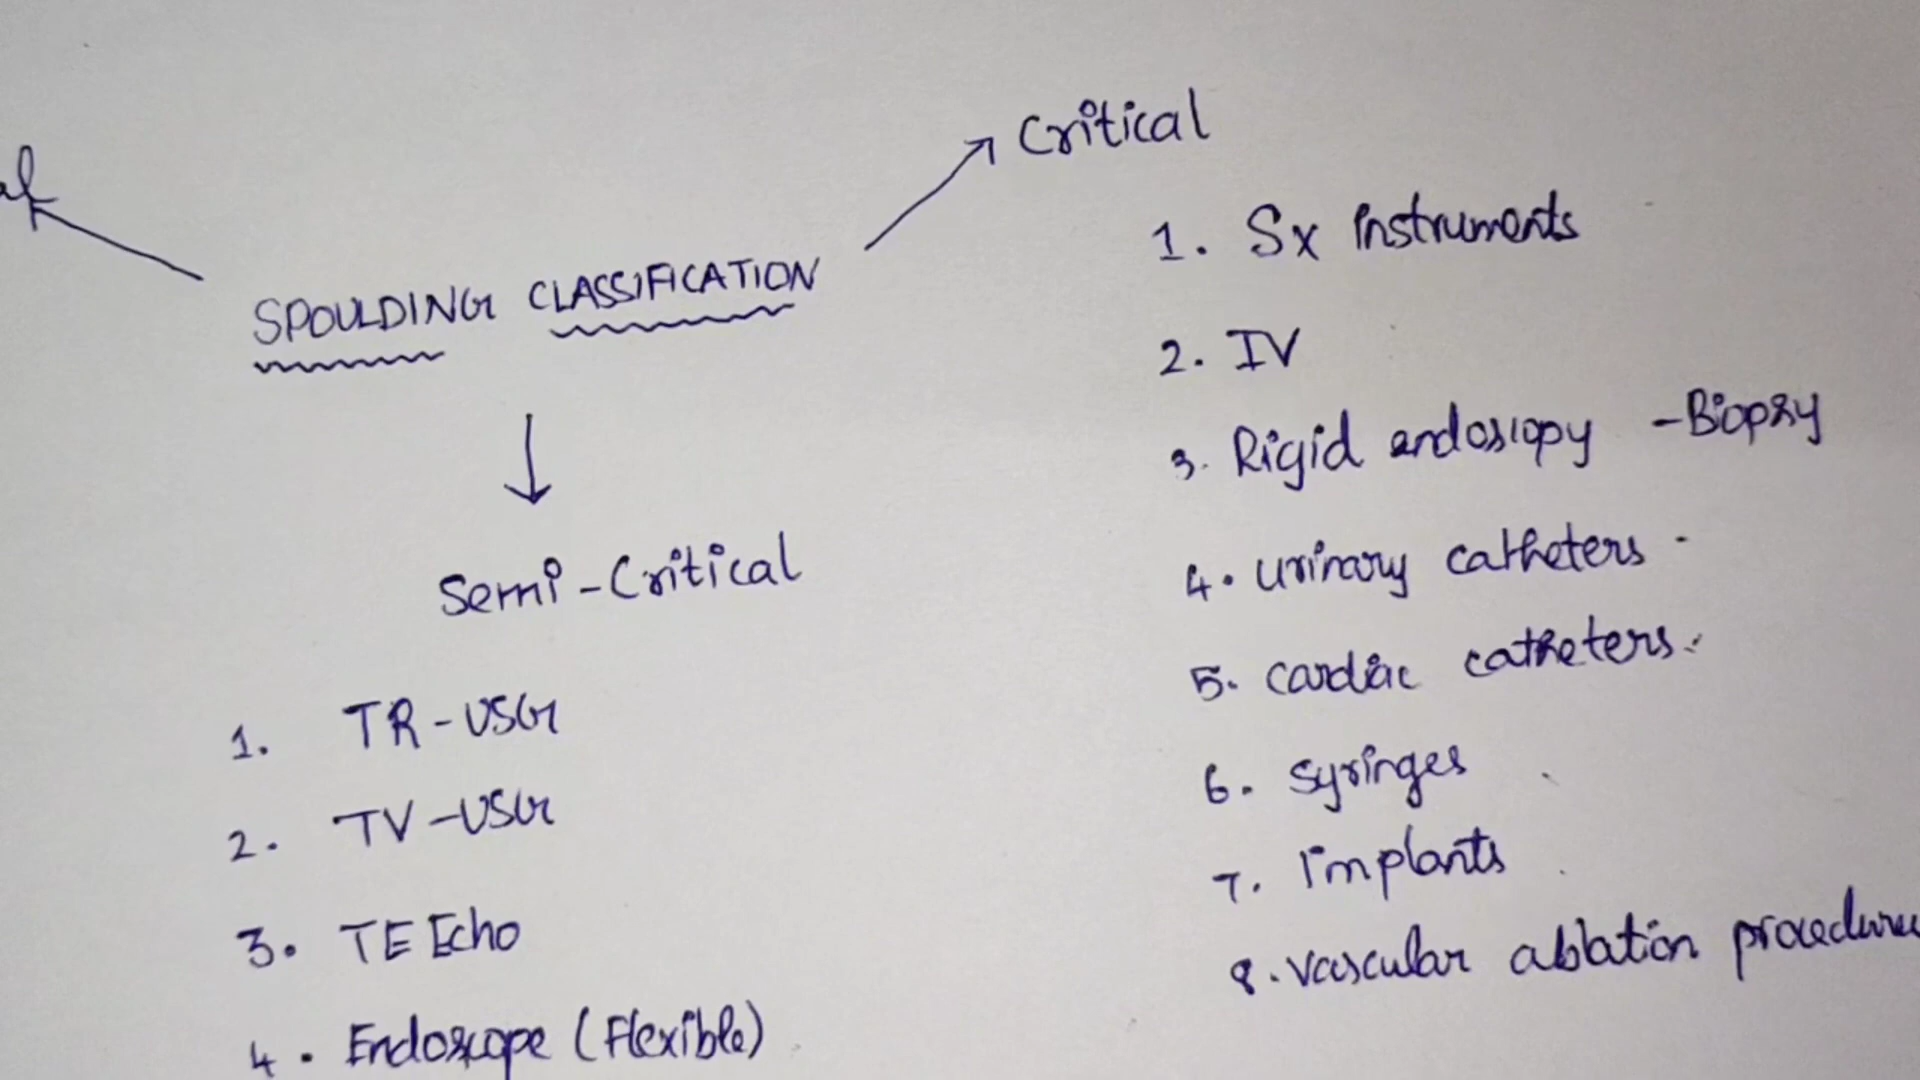 Critical
SPOULDING CLASSIFICATION
Semi-Critical
1. TR-USG
2. TV-USG
3. TE Echo
4. Endoscope (Flexible)
1. Sx instruments
2. IV
3. Rigid endoscopy -Biopsy
4. urinary catheters
5. cardiac catheters.
6. syringes
7. Implants
8. vascular ablation